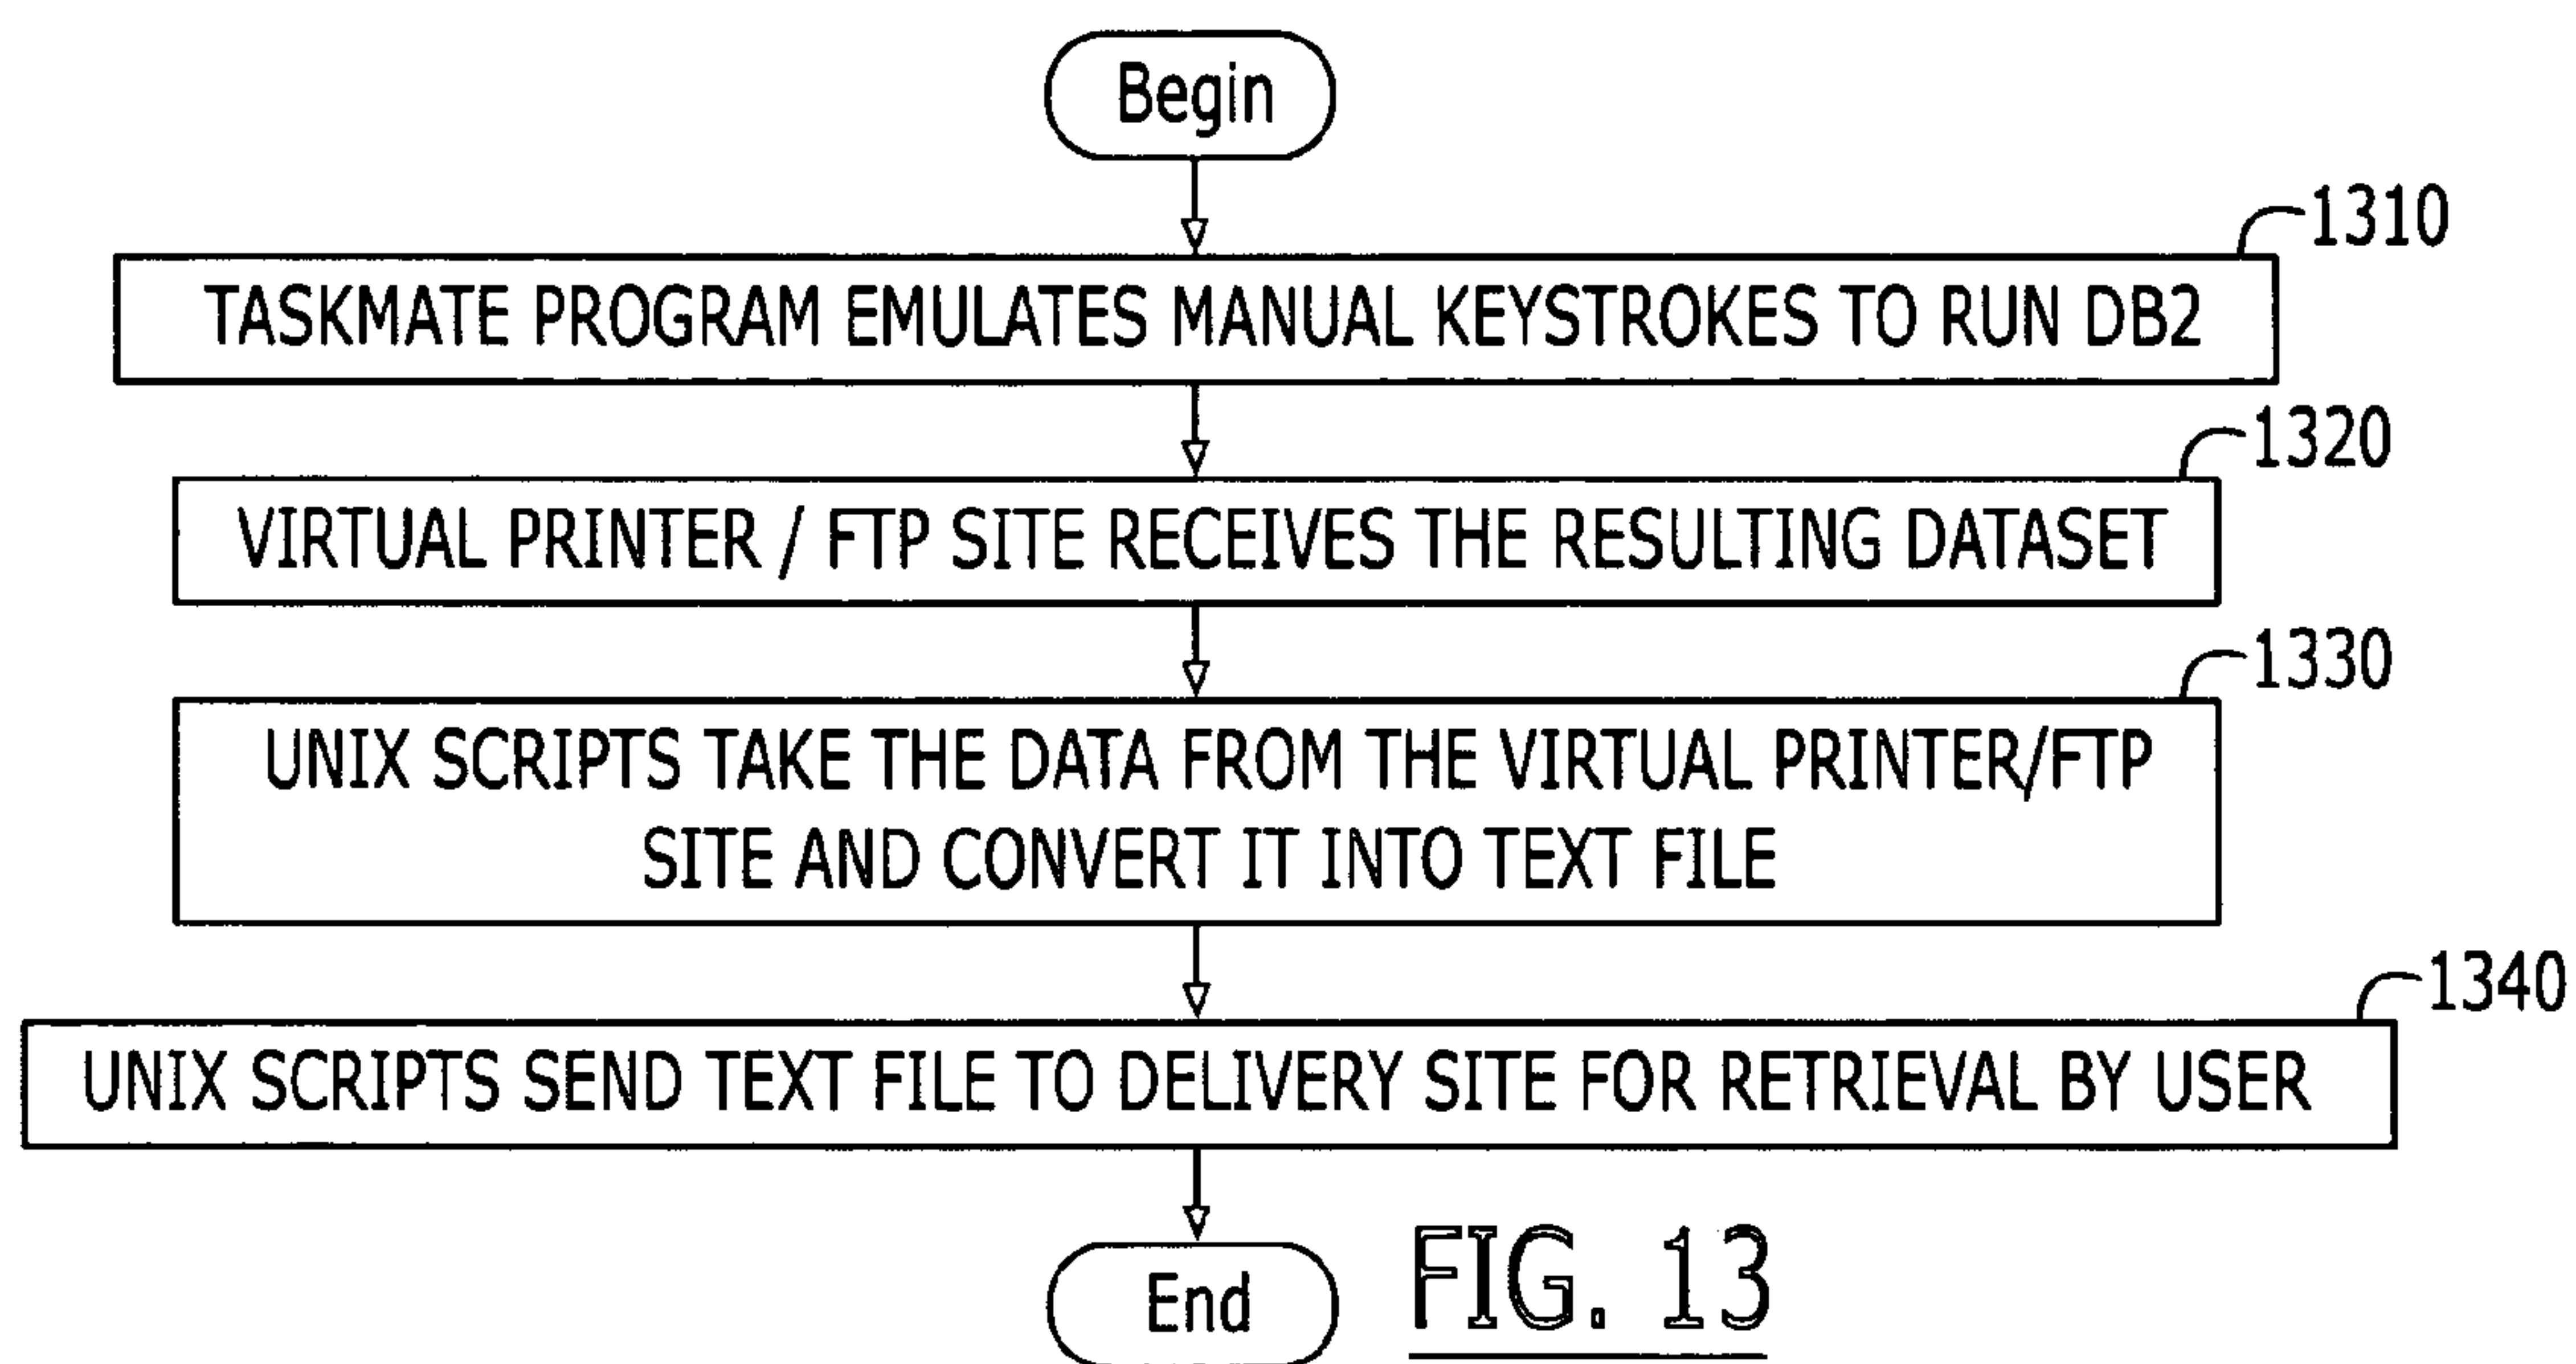 Begin
1310
TASKMATE PROGRAM EMULATES MANUAL KEYSTROKES TO RUN DB2
1320
VIRTUAL PRINTER / FTP SITE RECEIVES THE RESULTING DATASET
1330
UNIX SCRIPTS TAKE THE DATA FROM THE VIRTUAL PRINTER/FTP
SITE AND CONVERT IT INTO TEXT FILE
1340
UNIX SCRIPTS SEND TEXT FILE TO DELIVERY SITE FOR RETRIEVAL BY USER
End
FIG. 13